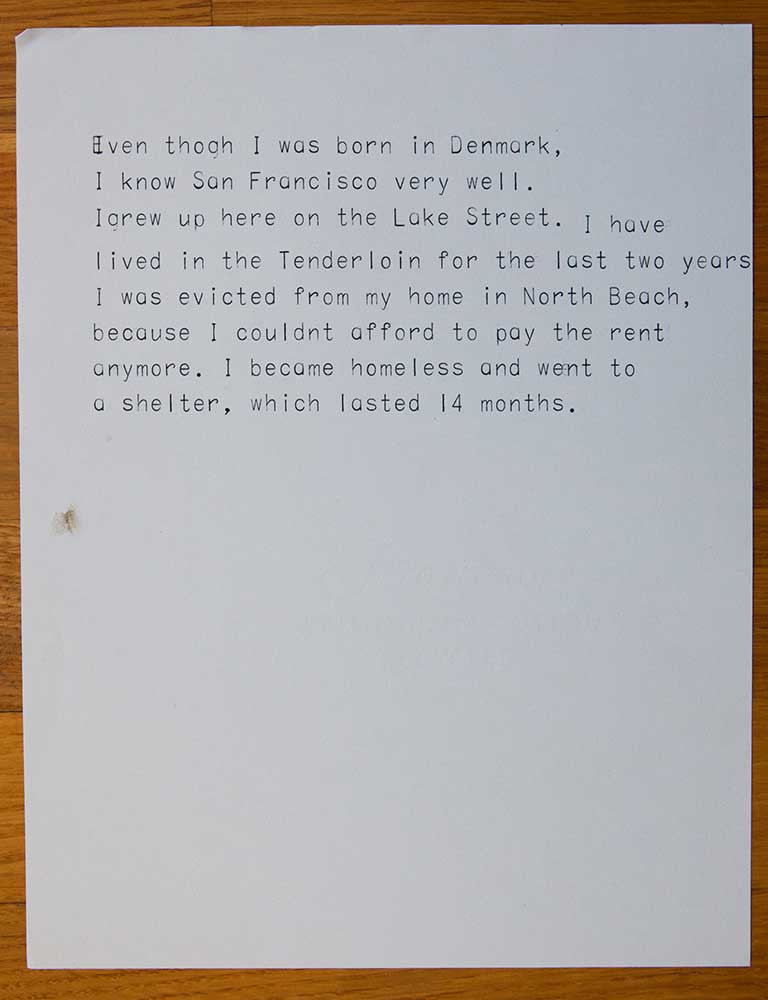 Even thogh I was born in Denmark,
I know San Francisco very well.
Igrew up here on the Lake Street. I have
lived in the Tenderloin for the last two years
I was evicted from my home in North Beach,
because I couldnt afford to pay the rent
anymore. I became homeless and went to
a shelter, which lasted 14 months.